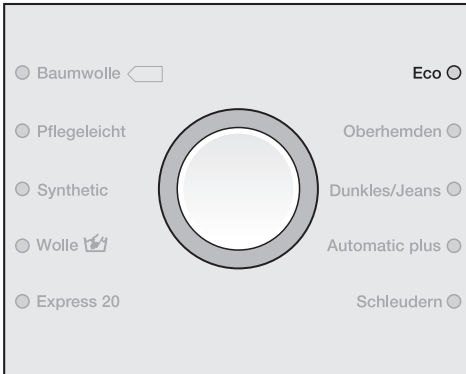 Baumwolle
Pflegeleicht
Synthetic
Wolle
Express 20
Eco
Oberhemden
Dunkles/Jeans
Automatic plus
Schleudern